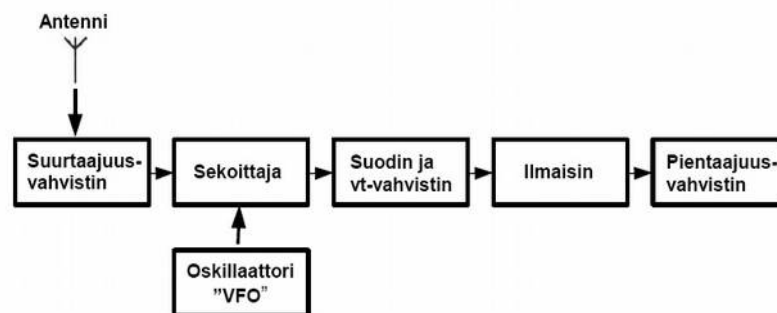 Antenni
Suurtaajuus-
vahvistin
Sekoittaja
Suodin ja
vt-vahvistin
Ilmaisin
Pientaajuus-
vahvistin
Oskillaattori
”VFO”